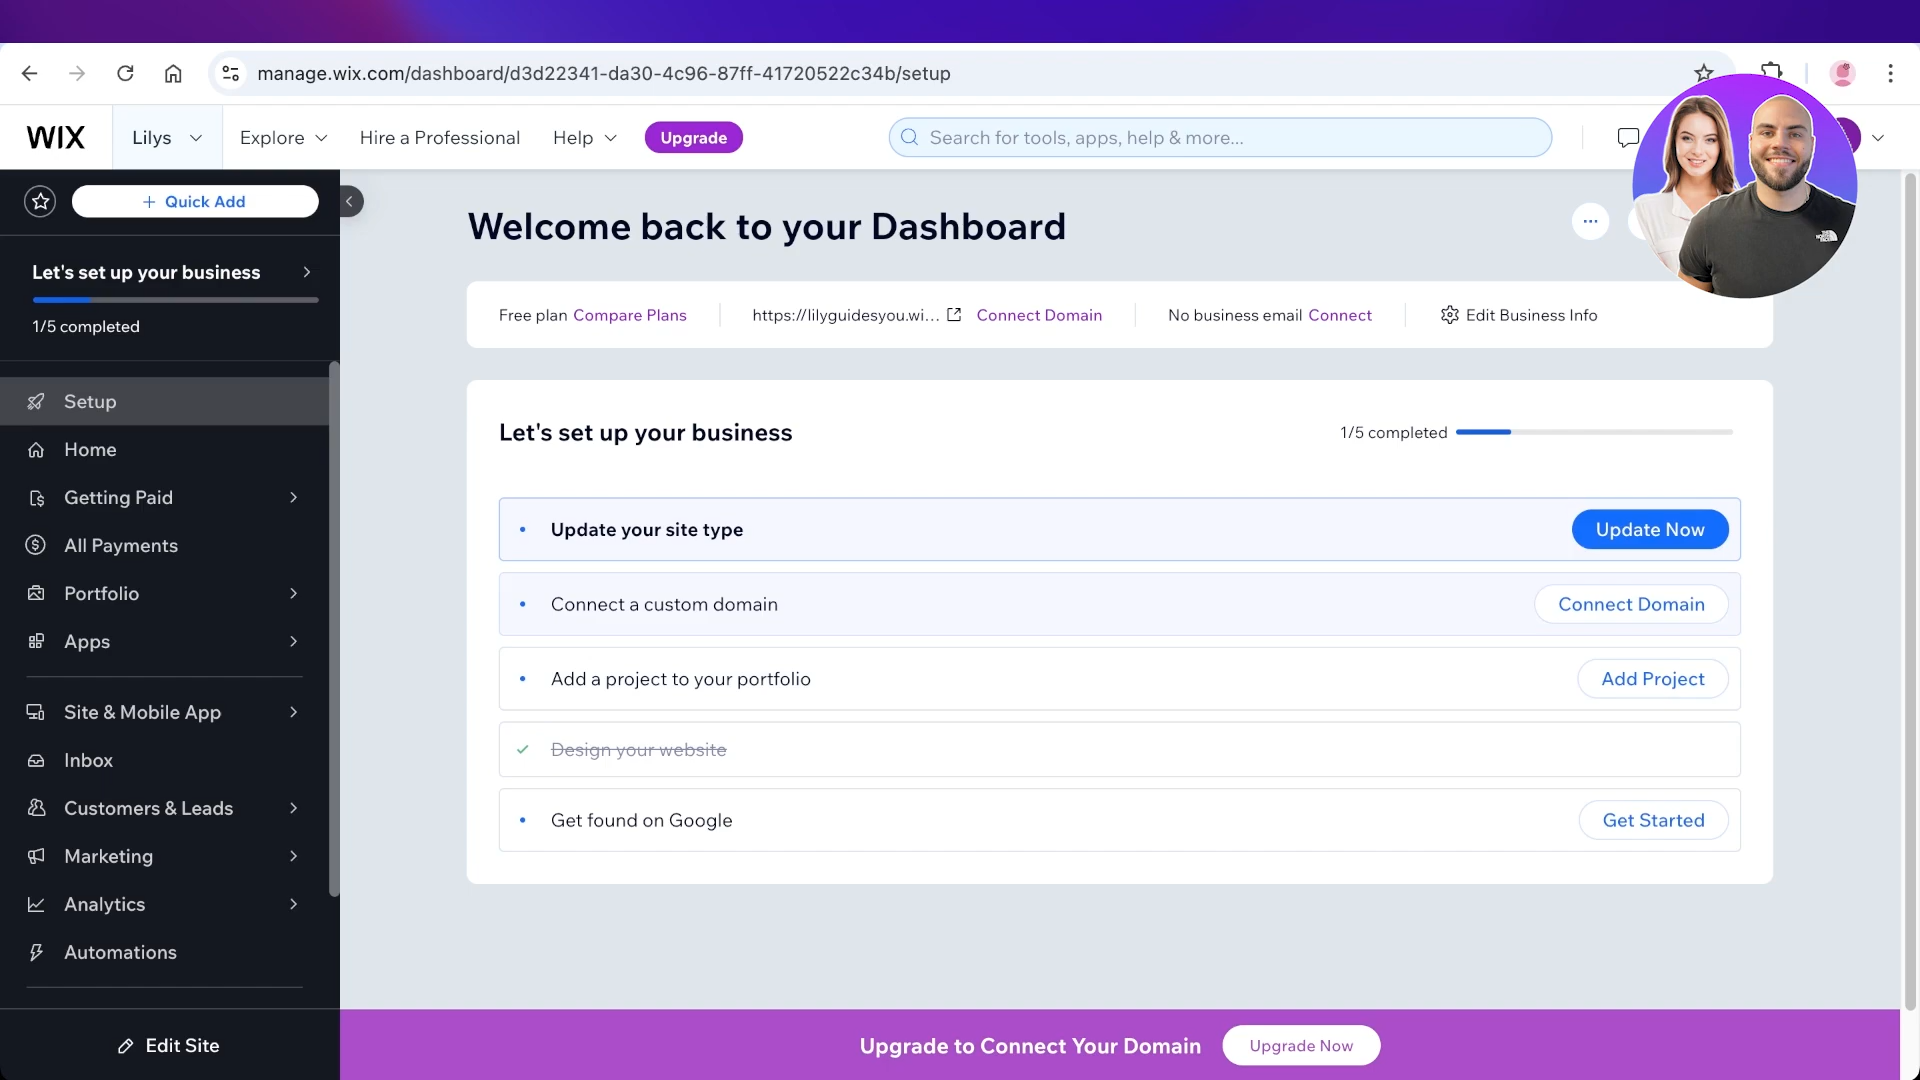 manage.wix.com/dashboard/d3d22341-da30-4c96-87ff-41720522c34b/setup
WIX Lilys Explore Hire a Professional Help Upgrade Search for tools, apps, help & more...
+ Quick Add
Let's set up your business
1/5 completed
Setup
Home
Getting Paid
All Payments
Portfolio
Apps
Site & Mobile App
Inbox
Customers & Leads
Marketing
Analytics
Automations
Edit Site
Welcome back to your Dashboard
Free plan Compare Plans https://lilyguidesyou.wi... Connect Domain No business email Connect Edit Business Info
Let's set up your business 1/5 completed
Update your site type Update Now
Connect a custom domain Connect Domain
Add a project to your portfolio Add Project
Design your website
Get found on Google Get Started
Upgrade to Connect Your Domain Upgrade Now